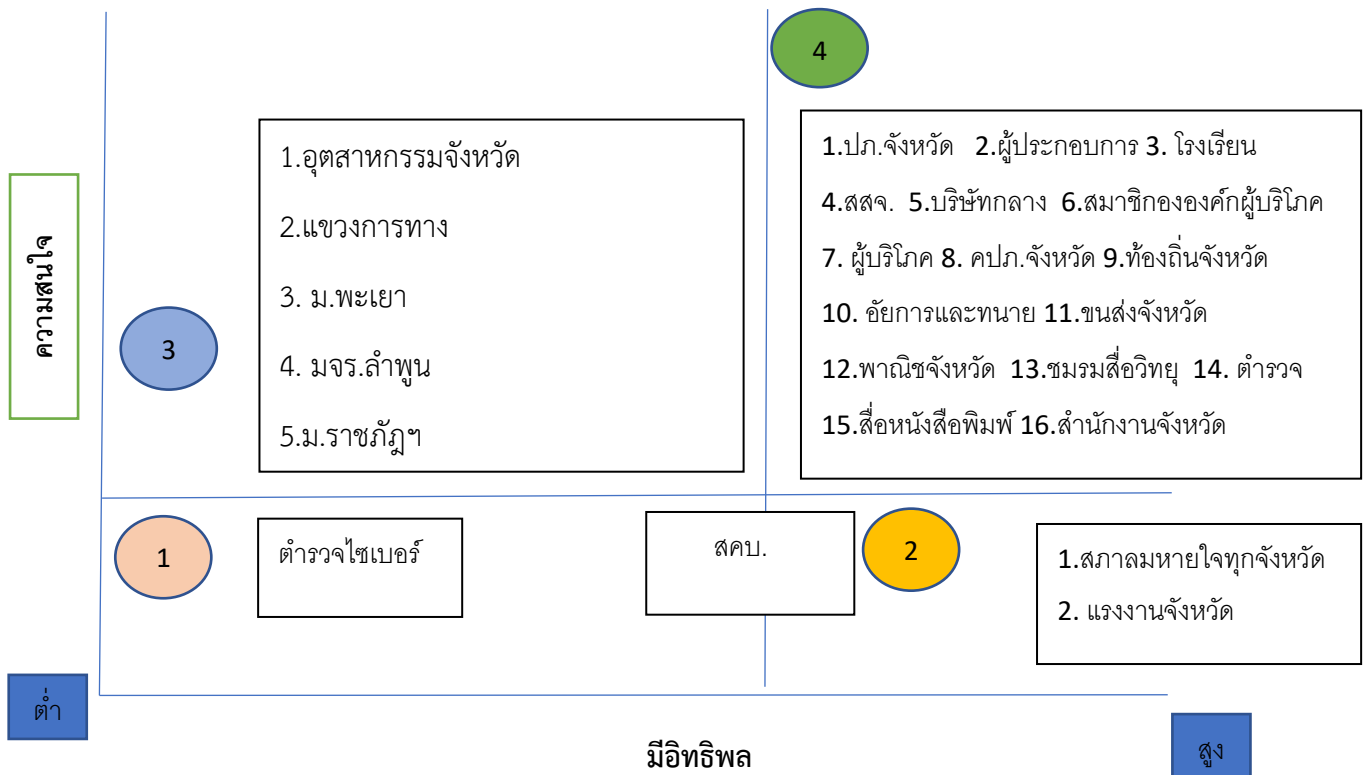 4
1.อุตสาหกรรมจังหวัด
2.แขวงการทาง
3. ม.พะเยา
4. มจร.ลำพูน
5.ม.ราชภัฏฯ
1.ปภ.จังหวัด 2.ผู้ประกอบการ 3. โรงเรียน
4.สสจ. 5.บริษัทกลาง 6.สมาชิกององค์กผู้บริโภค
7. ผู้บริโภค 8. คปภ.จังหวัด 9.ท้องถิ่นจังหวัด
10. อัยการและทนาย 11.ขนส่งจังหวัด
12.พาณิชจังหวัด 13.ชมรมสื่อวิทยุ 14. ตำรวจ
15.สื่อหนังสือพิมพ์ 16.สำนักงานจังหวัด
ความสนใจ
3
1
ตำรวจไซเบอร์
สคบ.
2
1.สภาลมหายใจทุกจังหวัด
2. แรงงานจังหวัด
ต่ำ
มีอิทธิพล
สูง